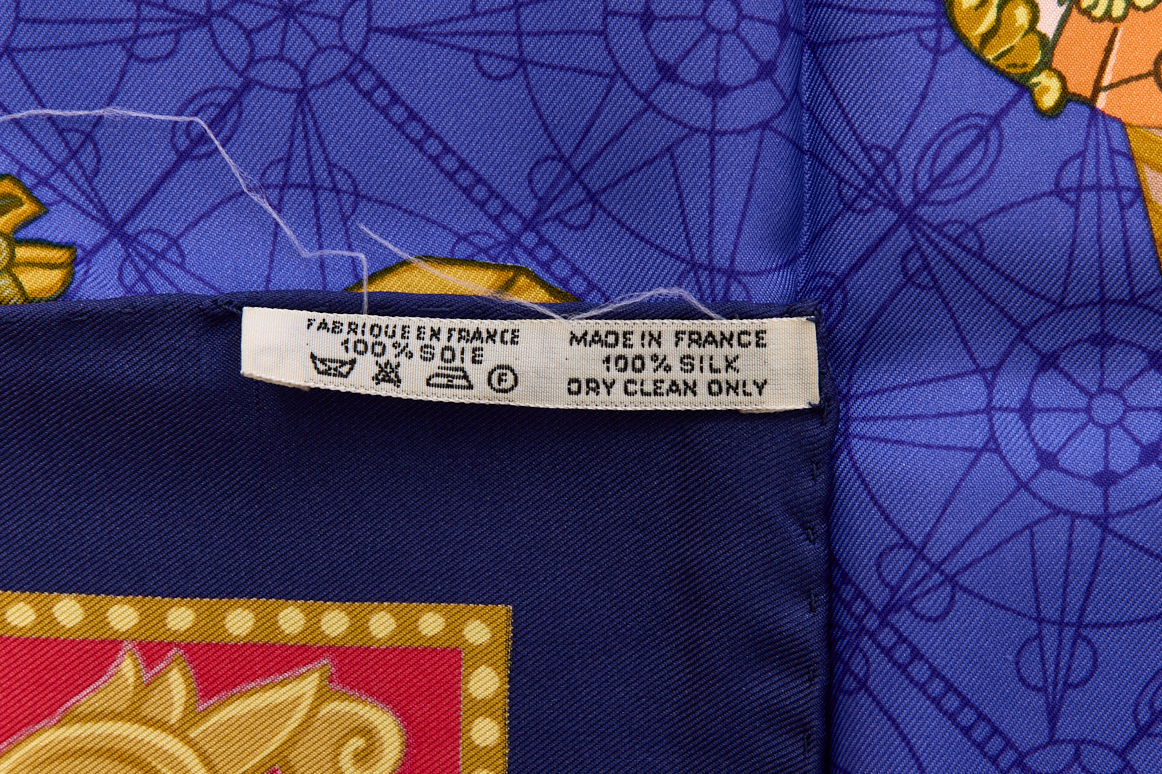 FABRIQUE EN FRANCE
100% SOIE
Ⓕ
MADE IN FRANCE
100% SILK
DRY CLEAN ONLY